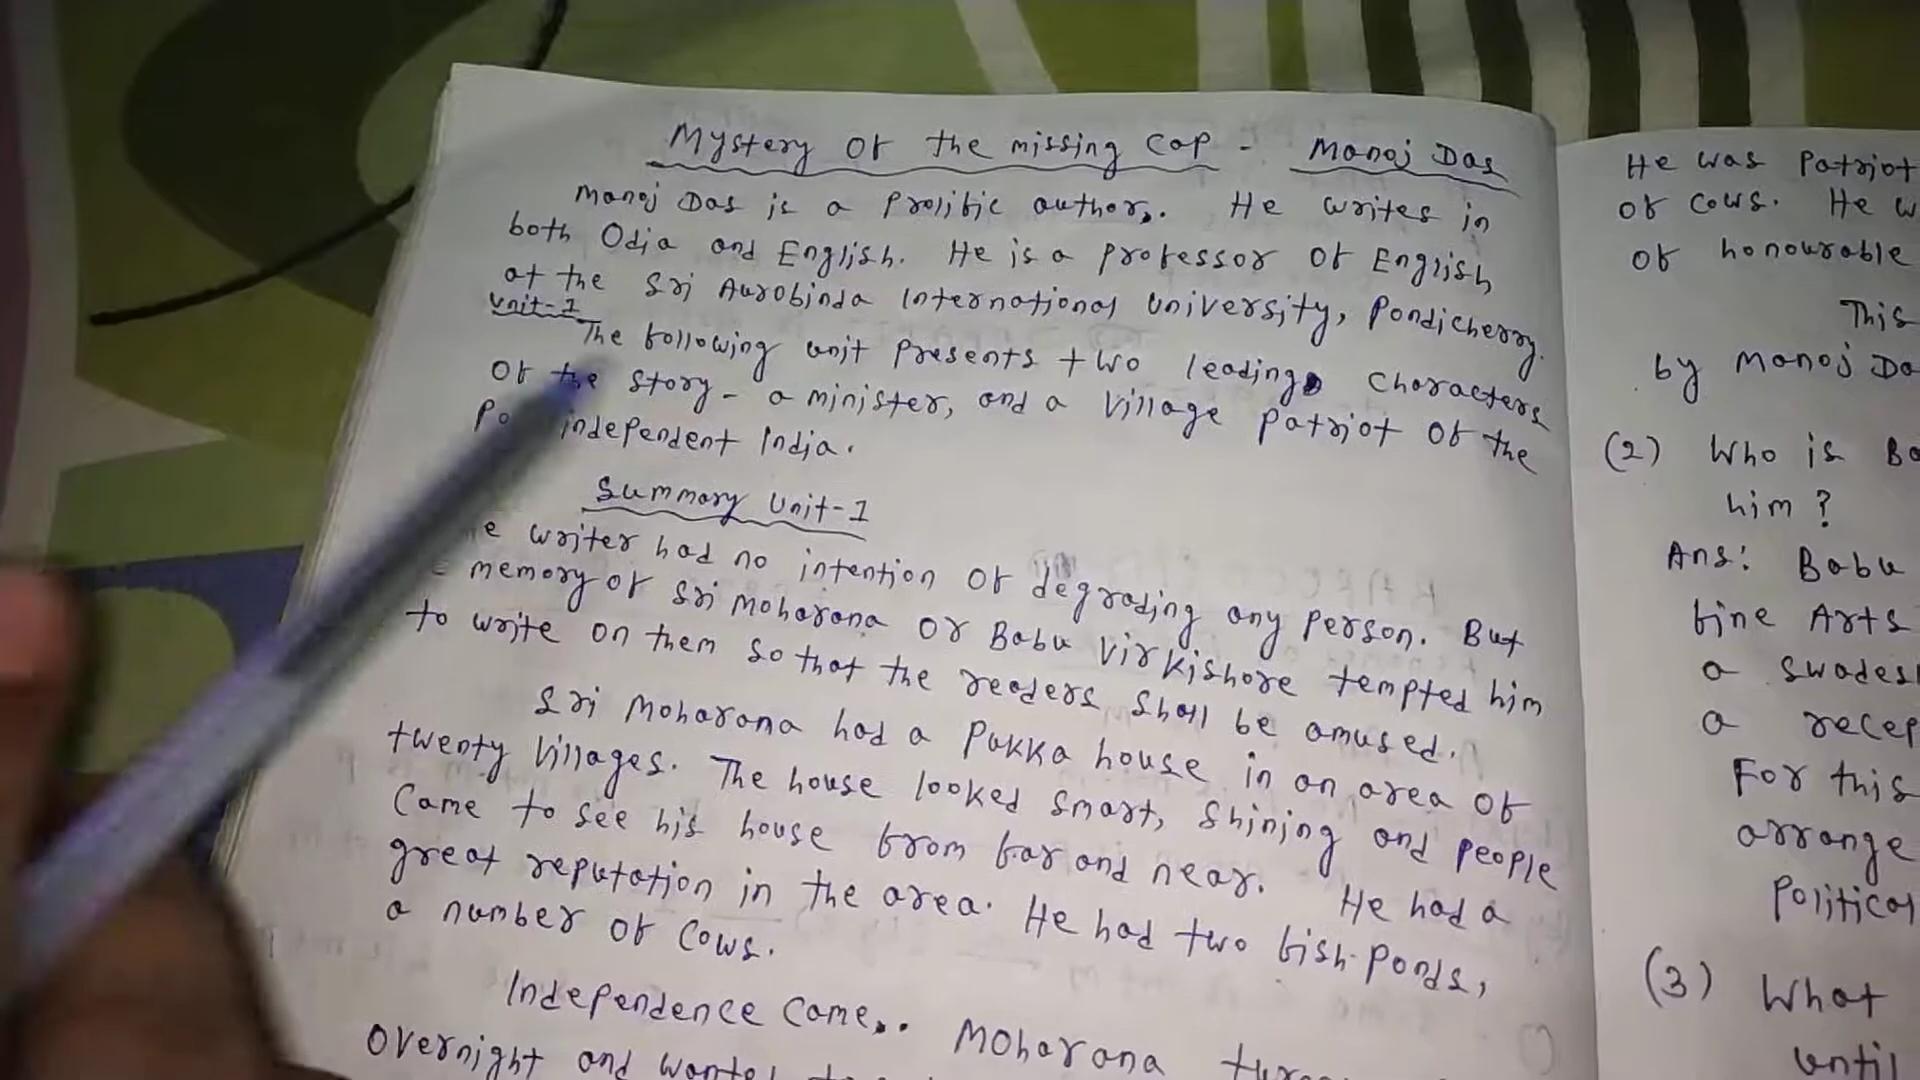 Mystery of the missing Cap - Manoj Das
Manoj Das is a prolific author. He writes in
both Odia and English. He is a professor of English
at the Sri Aurobinda International University, Pondicherry.
Unit-1
The following unit presents two leading characters
of the story - a minister, and a village patriot of the
independent India.
Summary Unit-1
writer had no intention of degrading any person. But
memory of Sri Moharana or Babu Virkishore tempted him
to write on them so that the readers shall be amused.
Sri Moharana had a Pukka house in an area of
twenty villages. The house looked smart, shining and people
came to see his house from far and near. He had a
great reputation in the area. He had two fish-ponds,
a number of cows.
Independence came.. Moharana
overnight and
He was patriot
of cows. He
of honourable
This
by Manoj Da
(2) Who is
him ?
Ans: Babu
fine Arts
a
a
For this
arrange
Political
(3) What
until